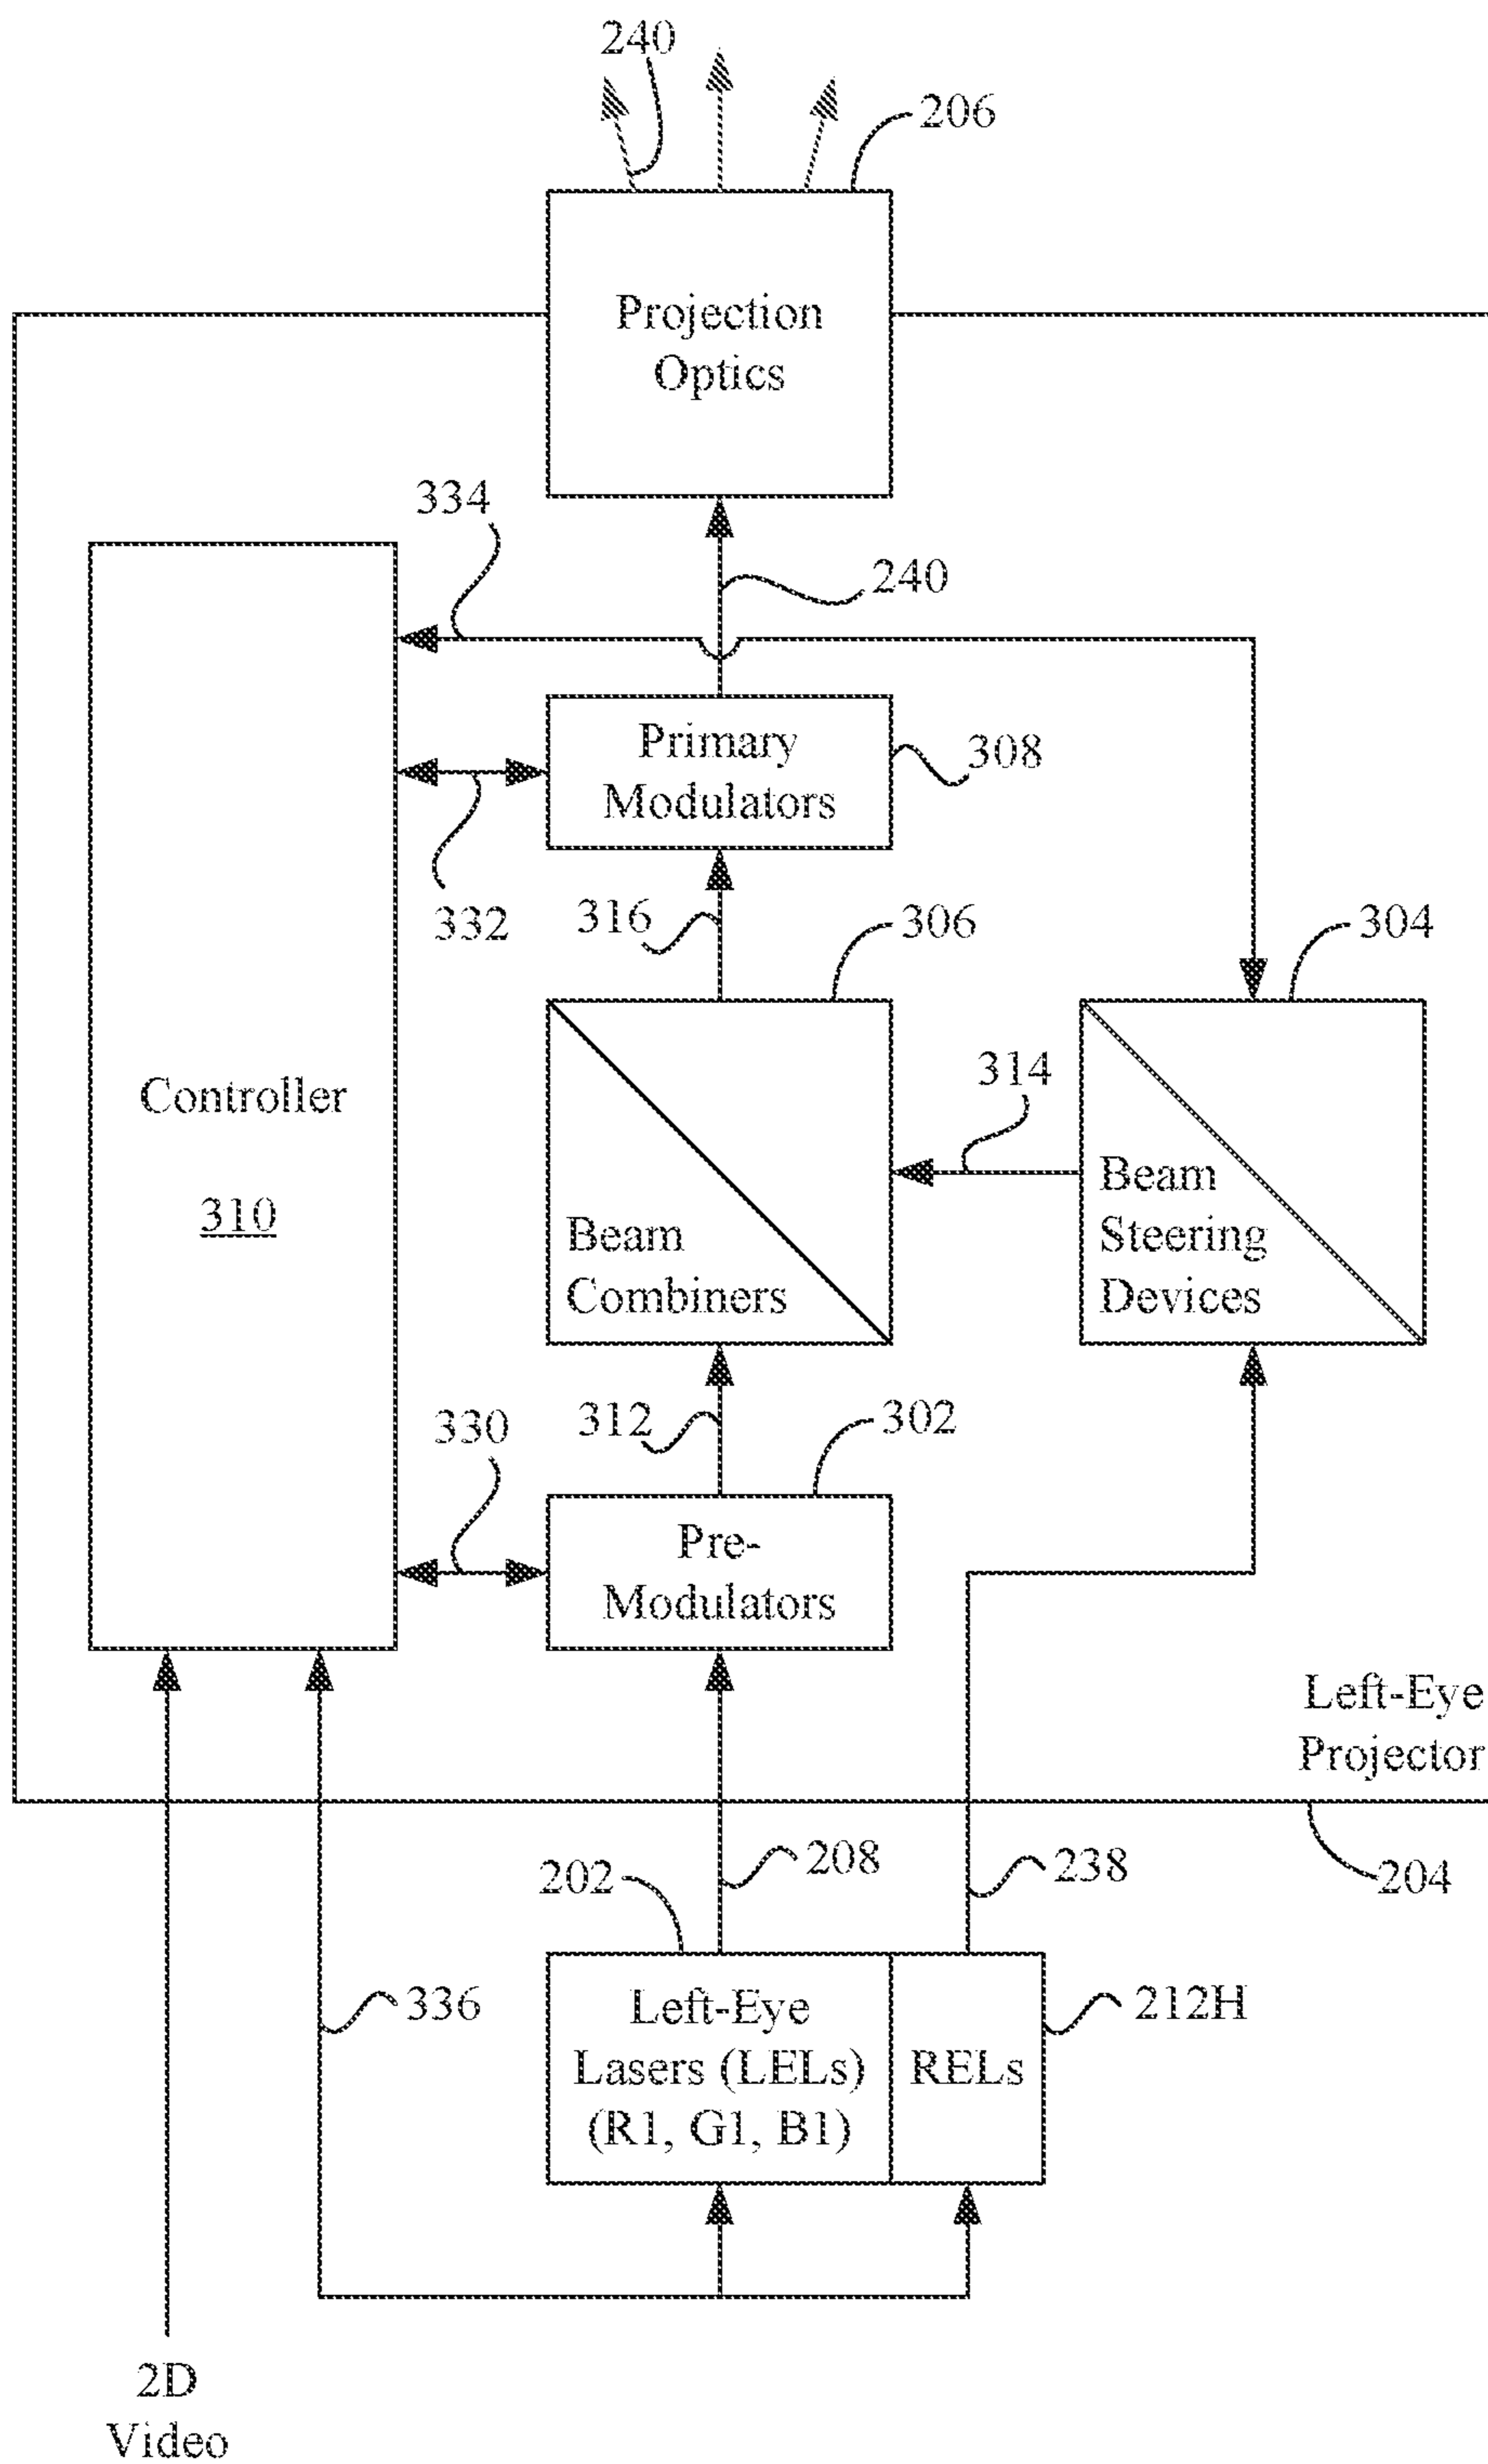 240
206
Projection
Optics
334
240
Primary
Modulators
308
332
316
306
304
Controller
310
314
Beam
Combiners
Beam
Steering
Devices
330
312
302
Pre-
Modulators
Left-Eye
Projector
202
208
238
204
336
Left-Eye
Lasers (LELs)
(R1, G1, B1)
RELs
212H
2D
Video